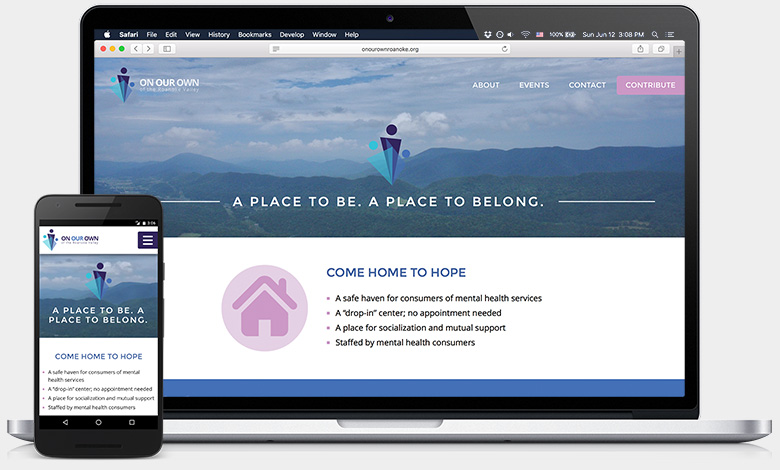 Safari File Edit View History Bookmarks Develop Window Help 100% Sun Jun 12 3:08 PM
onourownroanoke.org
ON OUR OWN
of the Roanoke Valley
ABOUT EVENTS CONTACT CONTRIBUTE
A PLACE TO BE. A PLACE TO BELONG.
COME HOME TO HOPE
A safe haven for consumers of mental health services
A “drop-in” center; no appointment needed
A place for socialization and mutual support
Staffed by mental health consumers
3:06
ON OUR OWN
of the Roanoke Valley
A PLACE TO BE. A
PLACE TO BELONG.
COME HOME TO HOPE
A safe haven for consumers of mental
health services
A “drop-in” center; no appointment needed
A place for socialization and mutual support
Staffed by mental health consumers